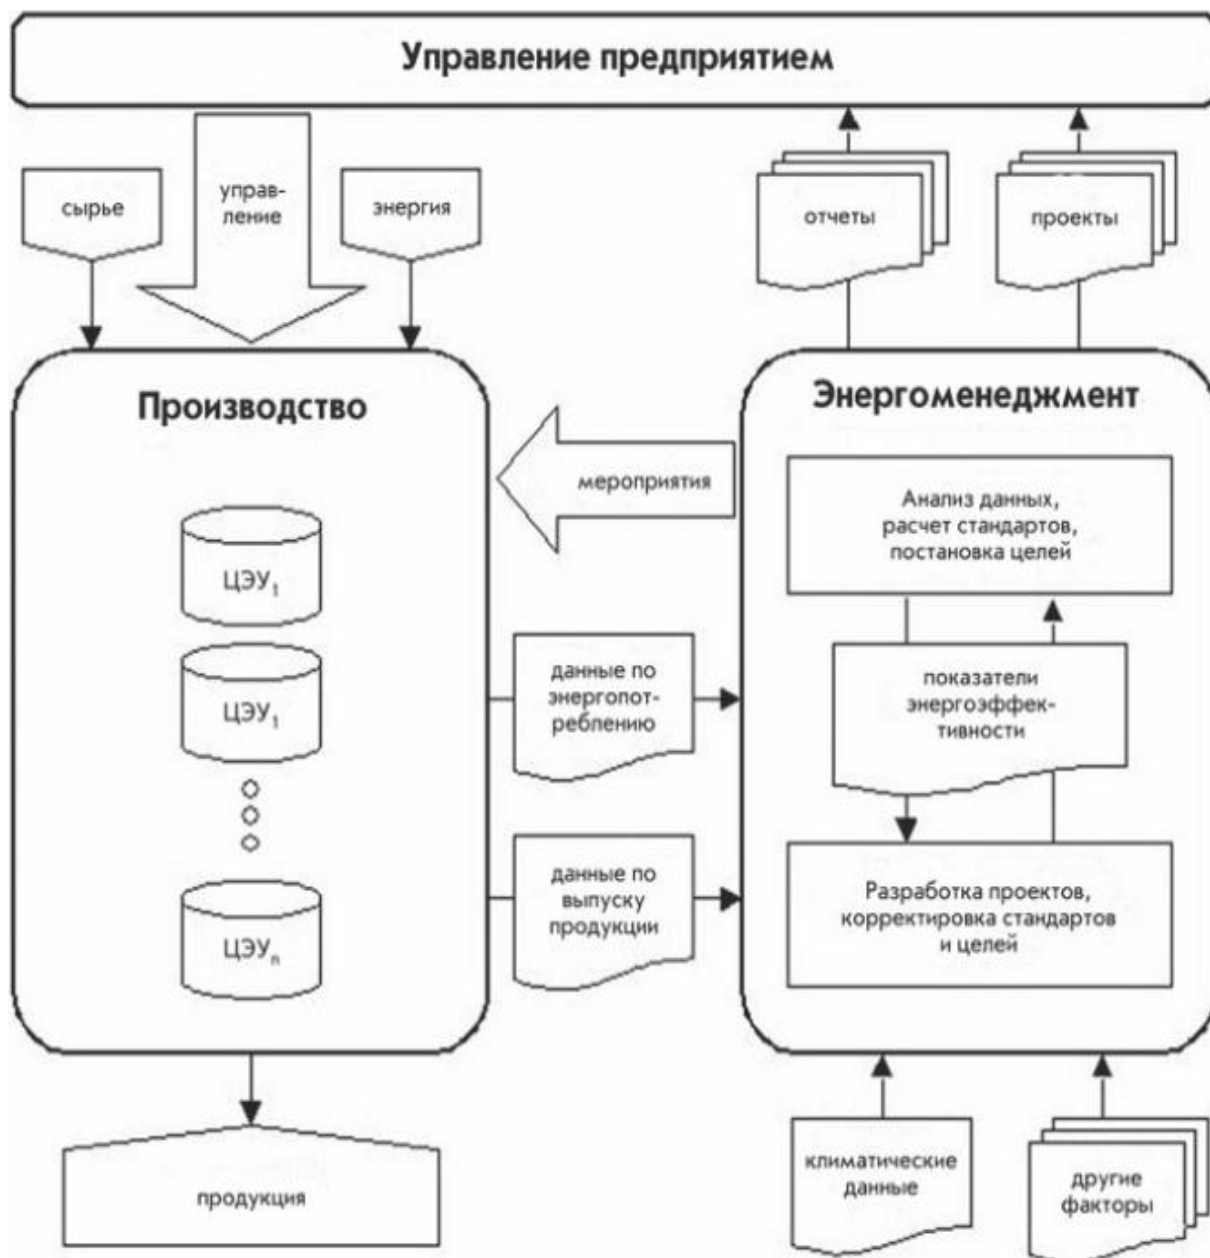 Управление предприятием
сырье
управ-
ление
энергия
отчеты
проекты
Производство
мероприятия
Энергоменеджмент
Анализ данных,
расчет стандартов,
постановка целей
ЦЭУ1
ЦЭУ1
ЦЭУn
данные по
энергопот-
реблению
показатели
энергоэффек-
тивности
данные по
выпуску
продукции
Разработка проектов,
корректировка стандартов
и целей
продукция
климатические
данные
другие
факторы